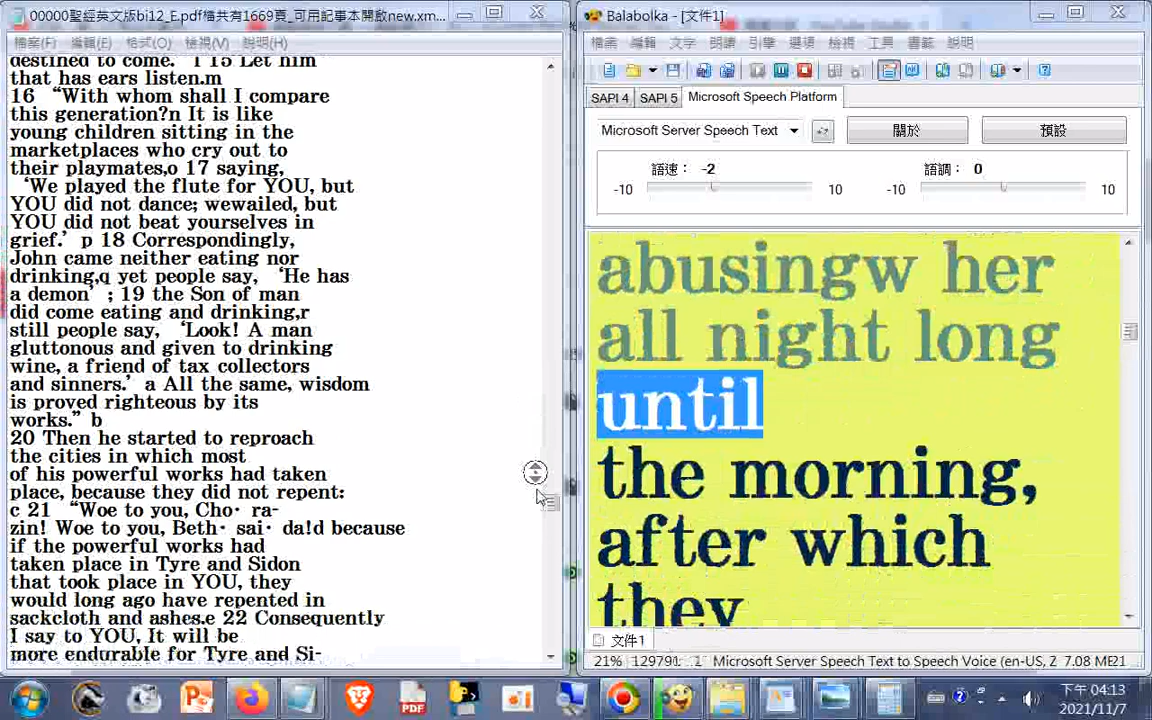 00000聖經英文版bi12_E.pdf檔共有1669頁_可用記事本開啟new.xm...
檔案(F) 編輯(E) 格式(O) 檢視(V) 說明(H)
destined to come.’ l 15 Let him
that has ears listen.m
16 “With whom shall I compare
this generation?n It is like
young children sitting in the
marketplaces who cry out to
their playmates,o 17 saying,
‘We played the flute for YOU, but
YOU did not dance; wewailed, but
YOU did not beat yourselves in
grief.’ p 18 Correspondingly,
John came neither eating nor
drinking,q yet people say, ‘He has
a demon’ ; 19 the Son of man
did come eating and drinking,r
still people say, ‘Look! A man
gluttonous and given to drinking
wine, a friend of tax collectors
and sinners.’ a All the same, wisdom
is proved righteous by its
works.” b
20 Then he started to reproach
the cities in which most
of his powerful works had taken
place, because they did not repent:
c 21 “Woe to you, Cho· ra-
zin! Woe to you, Beth· sai· da!d because
if the powerful works had
taken place in Tyre and Sidon
that took place in YOU, they
would long ago have repented in
sackcloth and ashes.e 22 Consequently
I say to YOU, It will be
more endurable for Tyre and Si-
Balabolka - [文件1]
檔案 編輯 文字 朗讀 引擎 選項 檢視 工具 書籤 說明
SAPI 4 SAPI 5 Microsoft Speech Platform
Microsoft Server Speech Text 關於 預設
語速： -2 語調： 0
-10 10 -10 10
abusingw her
all night long
until
the morning,
after which
they
文件1
21% 129791: Microsoft Server Speech Text to Speech Voice (en-US, Z 7.08 ME21
PDF
下午 04:13
2021/11/7